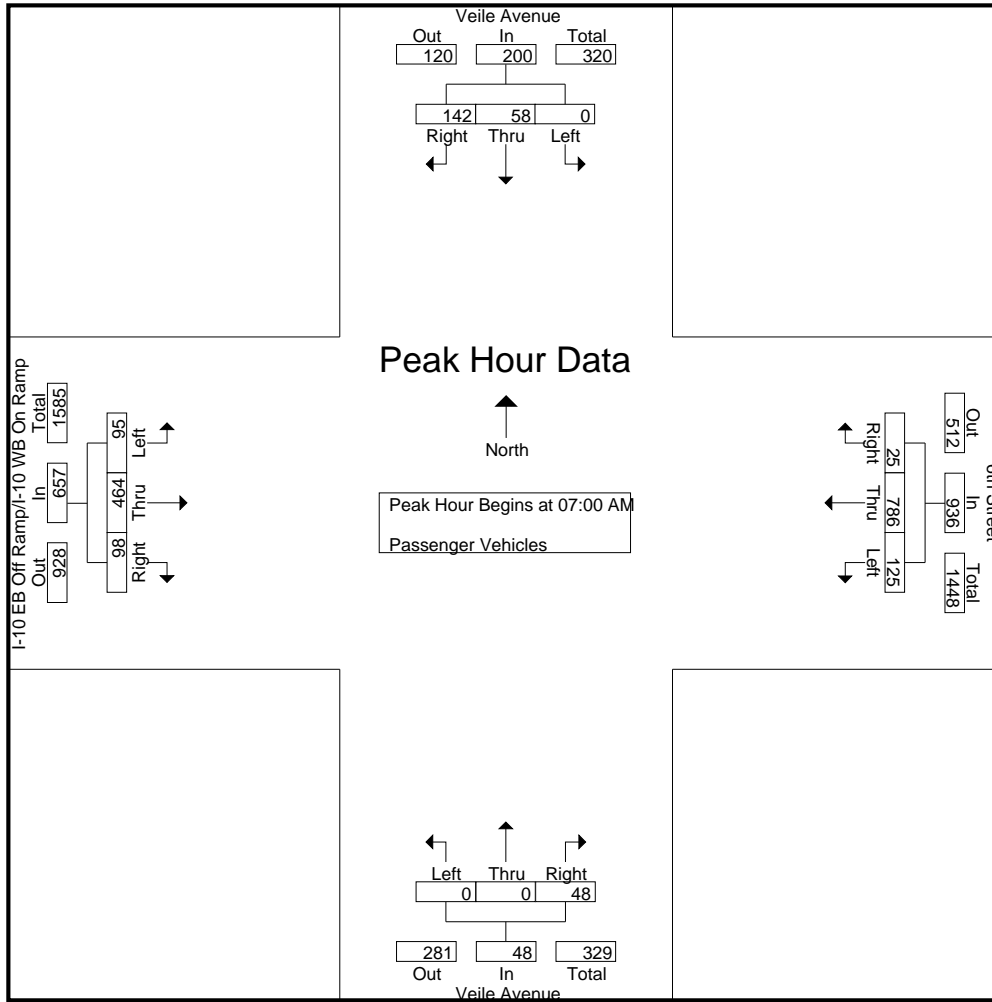 Veile Avenue
Out In Total
120 200 320
142 58 0
Right Thru Left
Peak Hour Data
North
Peak Hour Begins at 07:00 AM
Passenger Vehicles
I-10 EB Off Ramp/I-10 WB On Ramp
Out In Total
928 657 1585
98 464 95
Right Thru Left
Street
Out In Total
512 936 1448
25 786 125
Right Thru Left
Left Thru Right
0 0 48
281 48 329
Out In Total
Veile Avenue